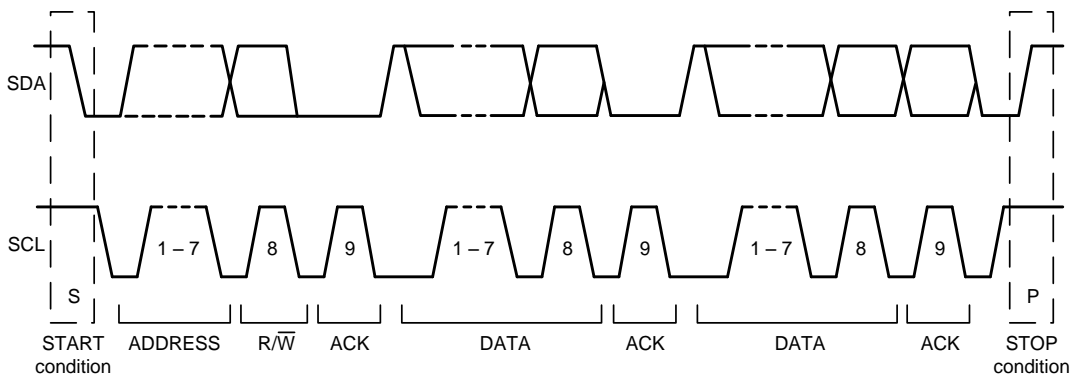 SDA
SCL
1 – 7 8 9 1 – 7 8 9 1 – 7 8 9
S P
START condition ADDRESS R/W̅ ACK DATA ACK DATA ACK STOP condition